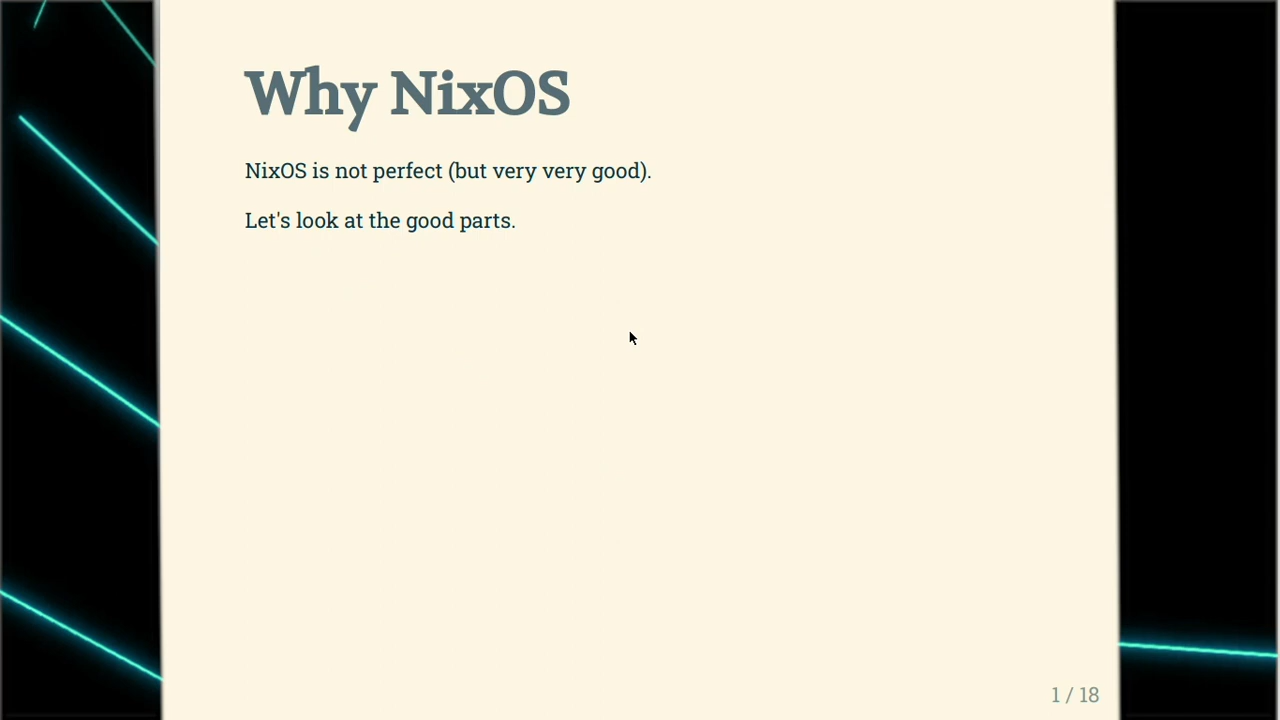 Why NixOS
NixOS is not perfect (but very very good).
Let's look at the good parts.
1 / 18